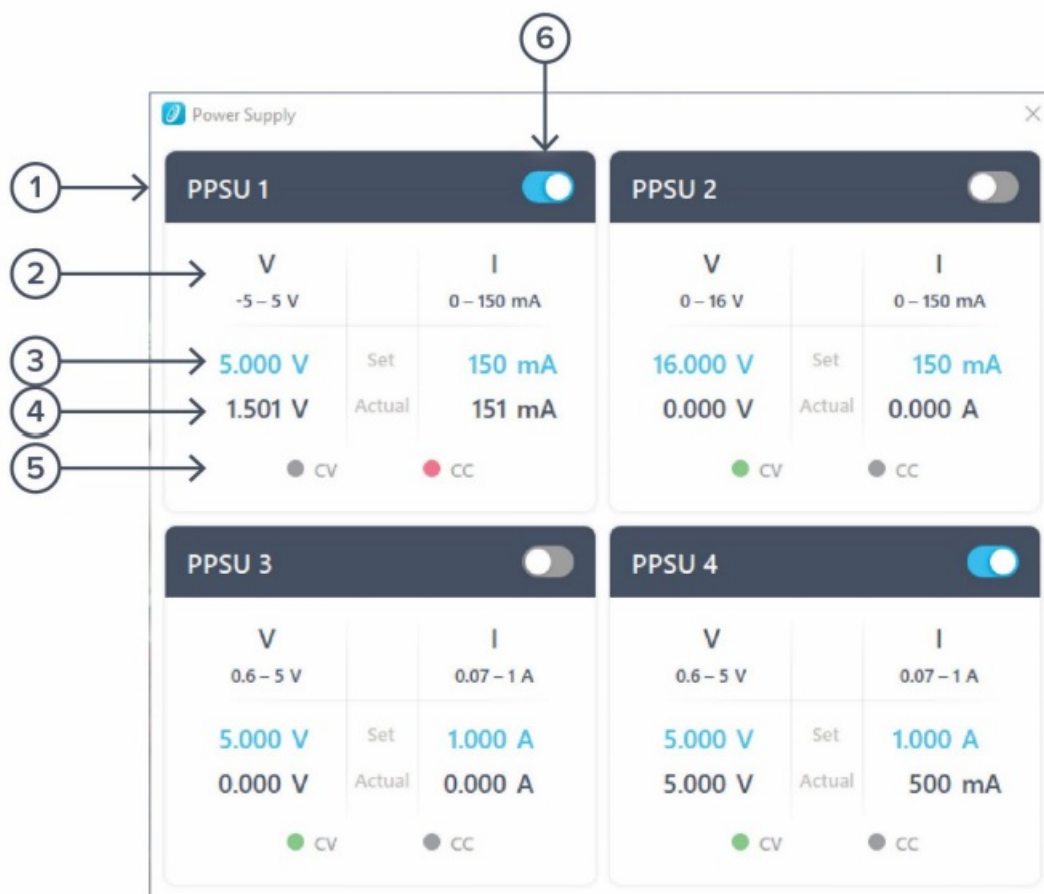 6
Power Supply
1
PPSU 1
PPSU 2
2
V I
-5 – 5 V 0 – 150 mA
V I
0 – 16 V 0 – 150 mA
3
5.000 V Set 150 mA
16.000 V Set 150 mA
4
1.501 V Actual 151 mA
0.000 V Actual 0.000 A
5
CV CC
CV CC
PPSU 3
PPSU 4
V I
0.6 – 5 V 0.07 – 1 A
V I
0.6 – 5 V 0.07 – 1 A
5.000 V Set 1.000 A
5.000 V Set 1.000 A
0.000 V Actual 0.000 A
5.000 V Actual 500 mA
CV CC
CV CC